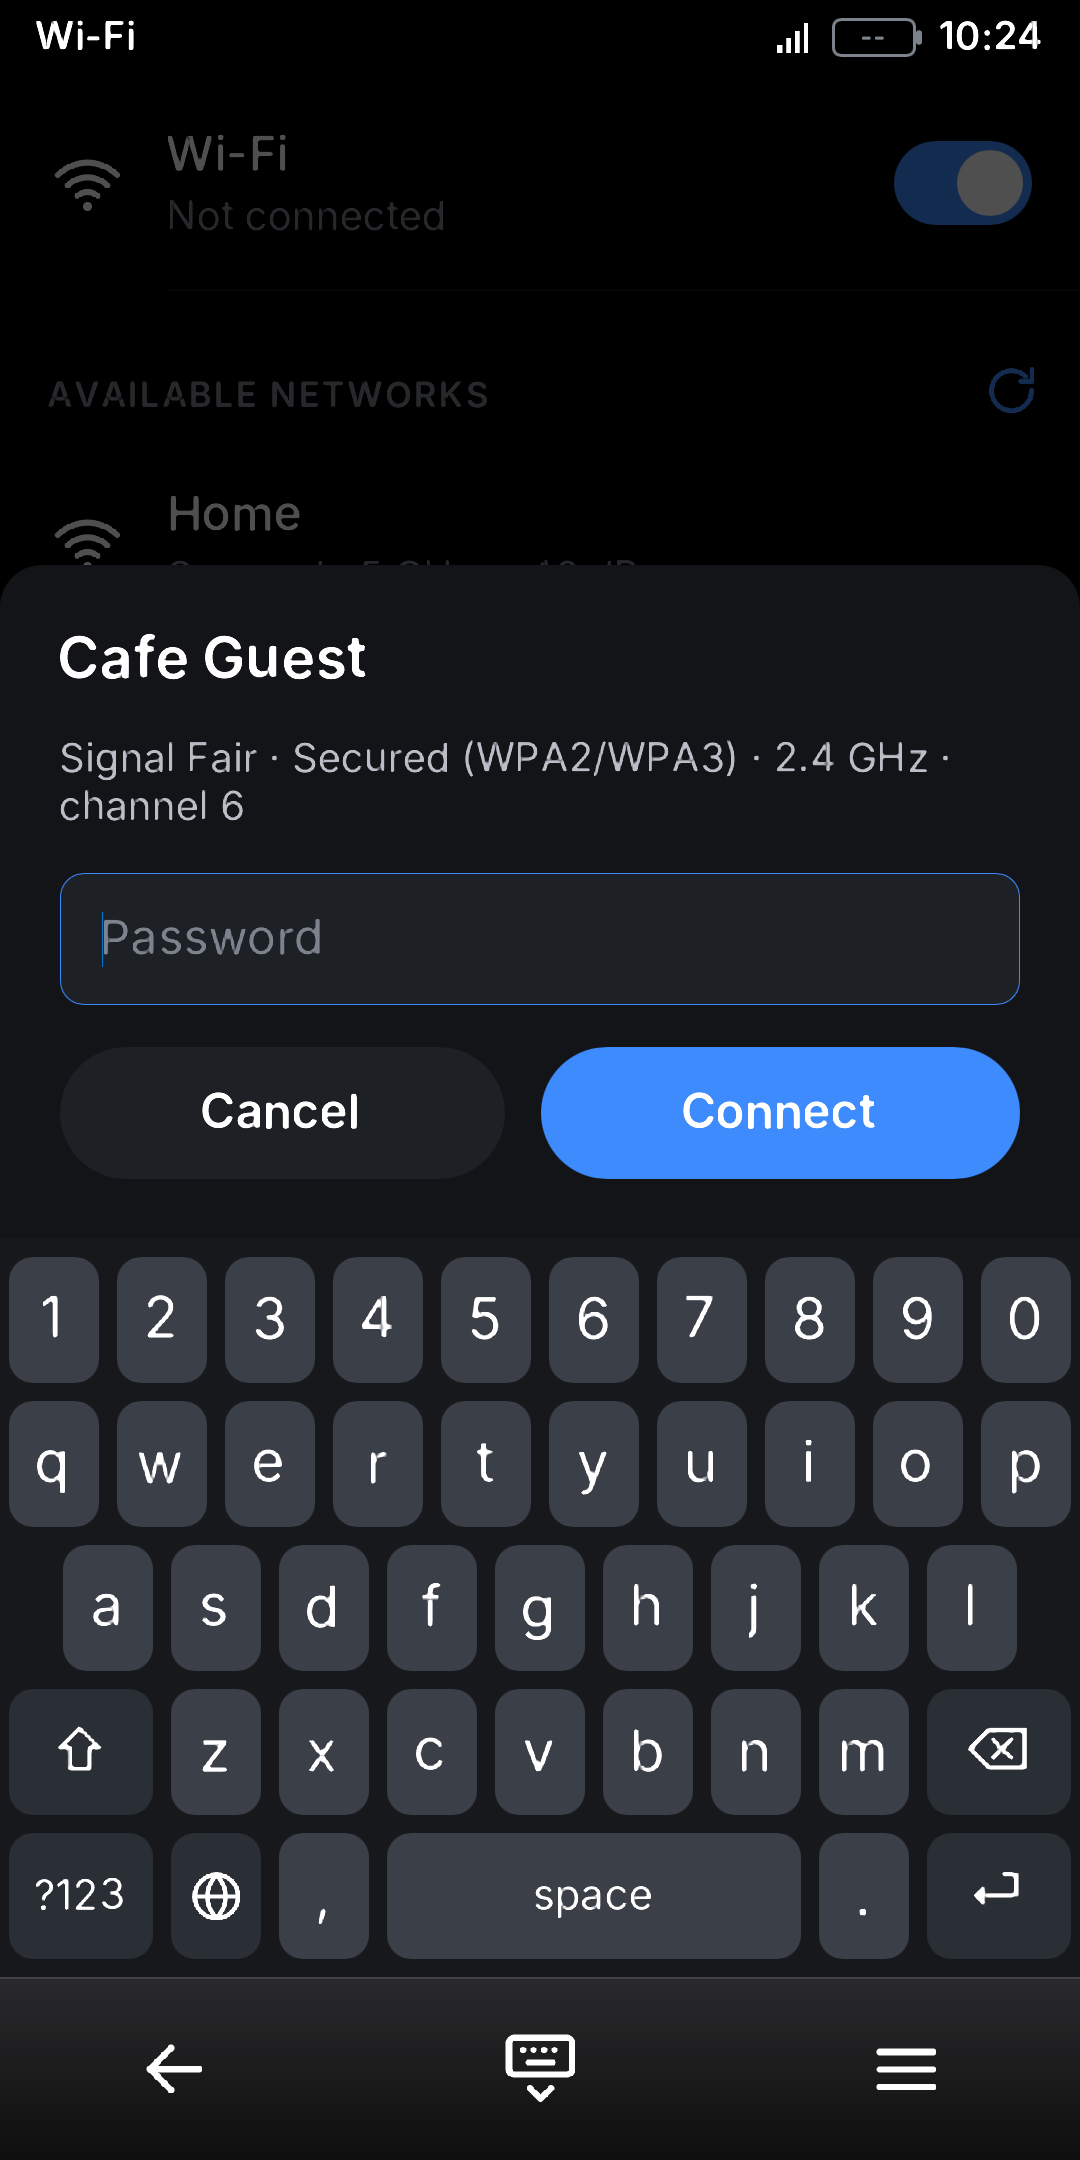 Wi-Fi
-- 10:24
Wi-Fi
Not connected
AVAILABLE NETWORKS
Home
Cafe Guest
Signal Fair · Secured (WPA2/WPA3) · 2.4 GHz ·
channel 6
Password
Cancel Connect
1 2 3 4 5 6 7 8 9 0
q w e r t y u i o p
a s d f g h j k l
z x c v b n m
?123 , space .